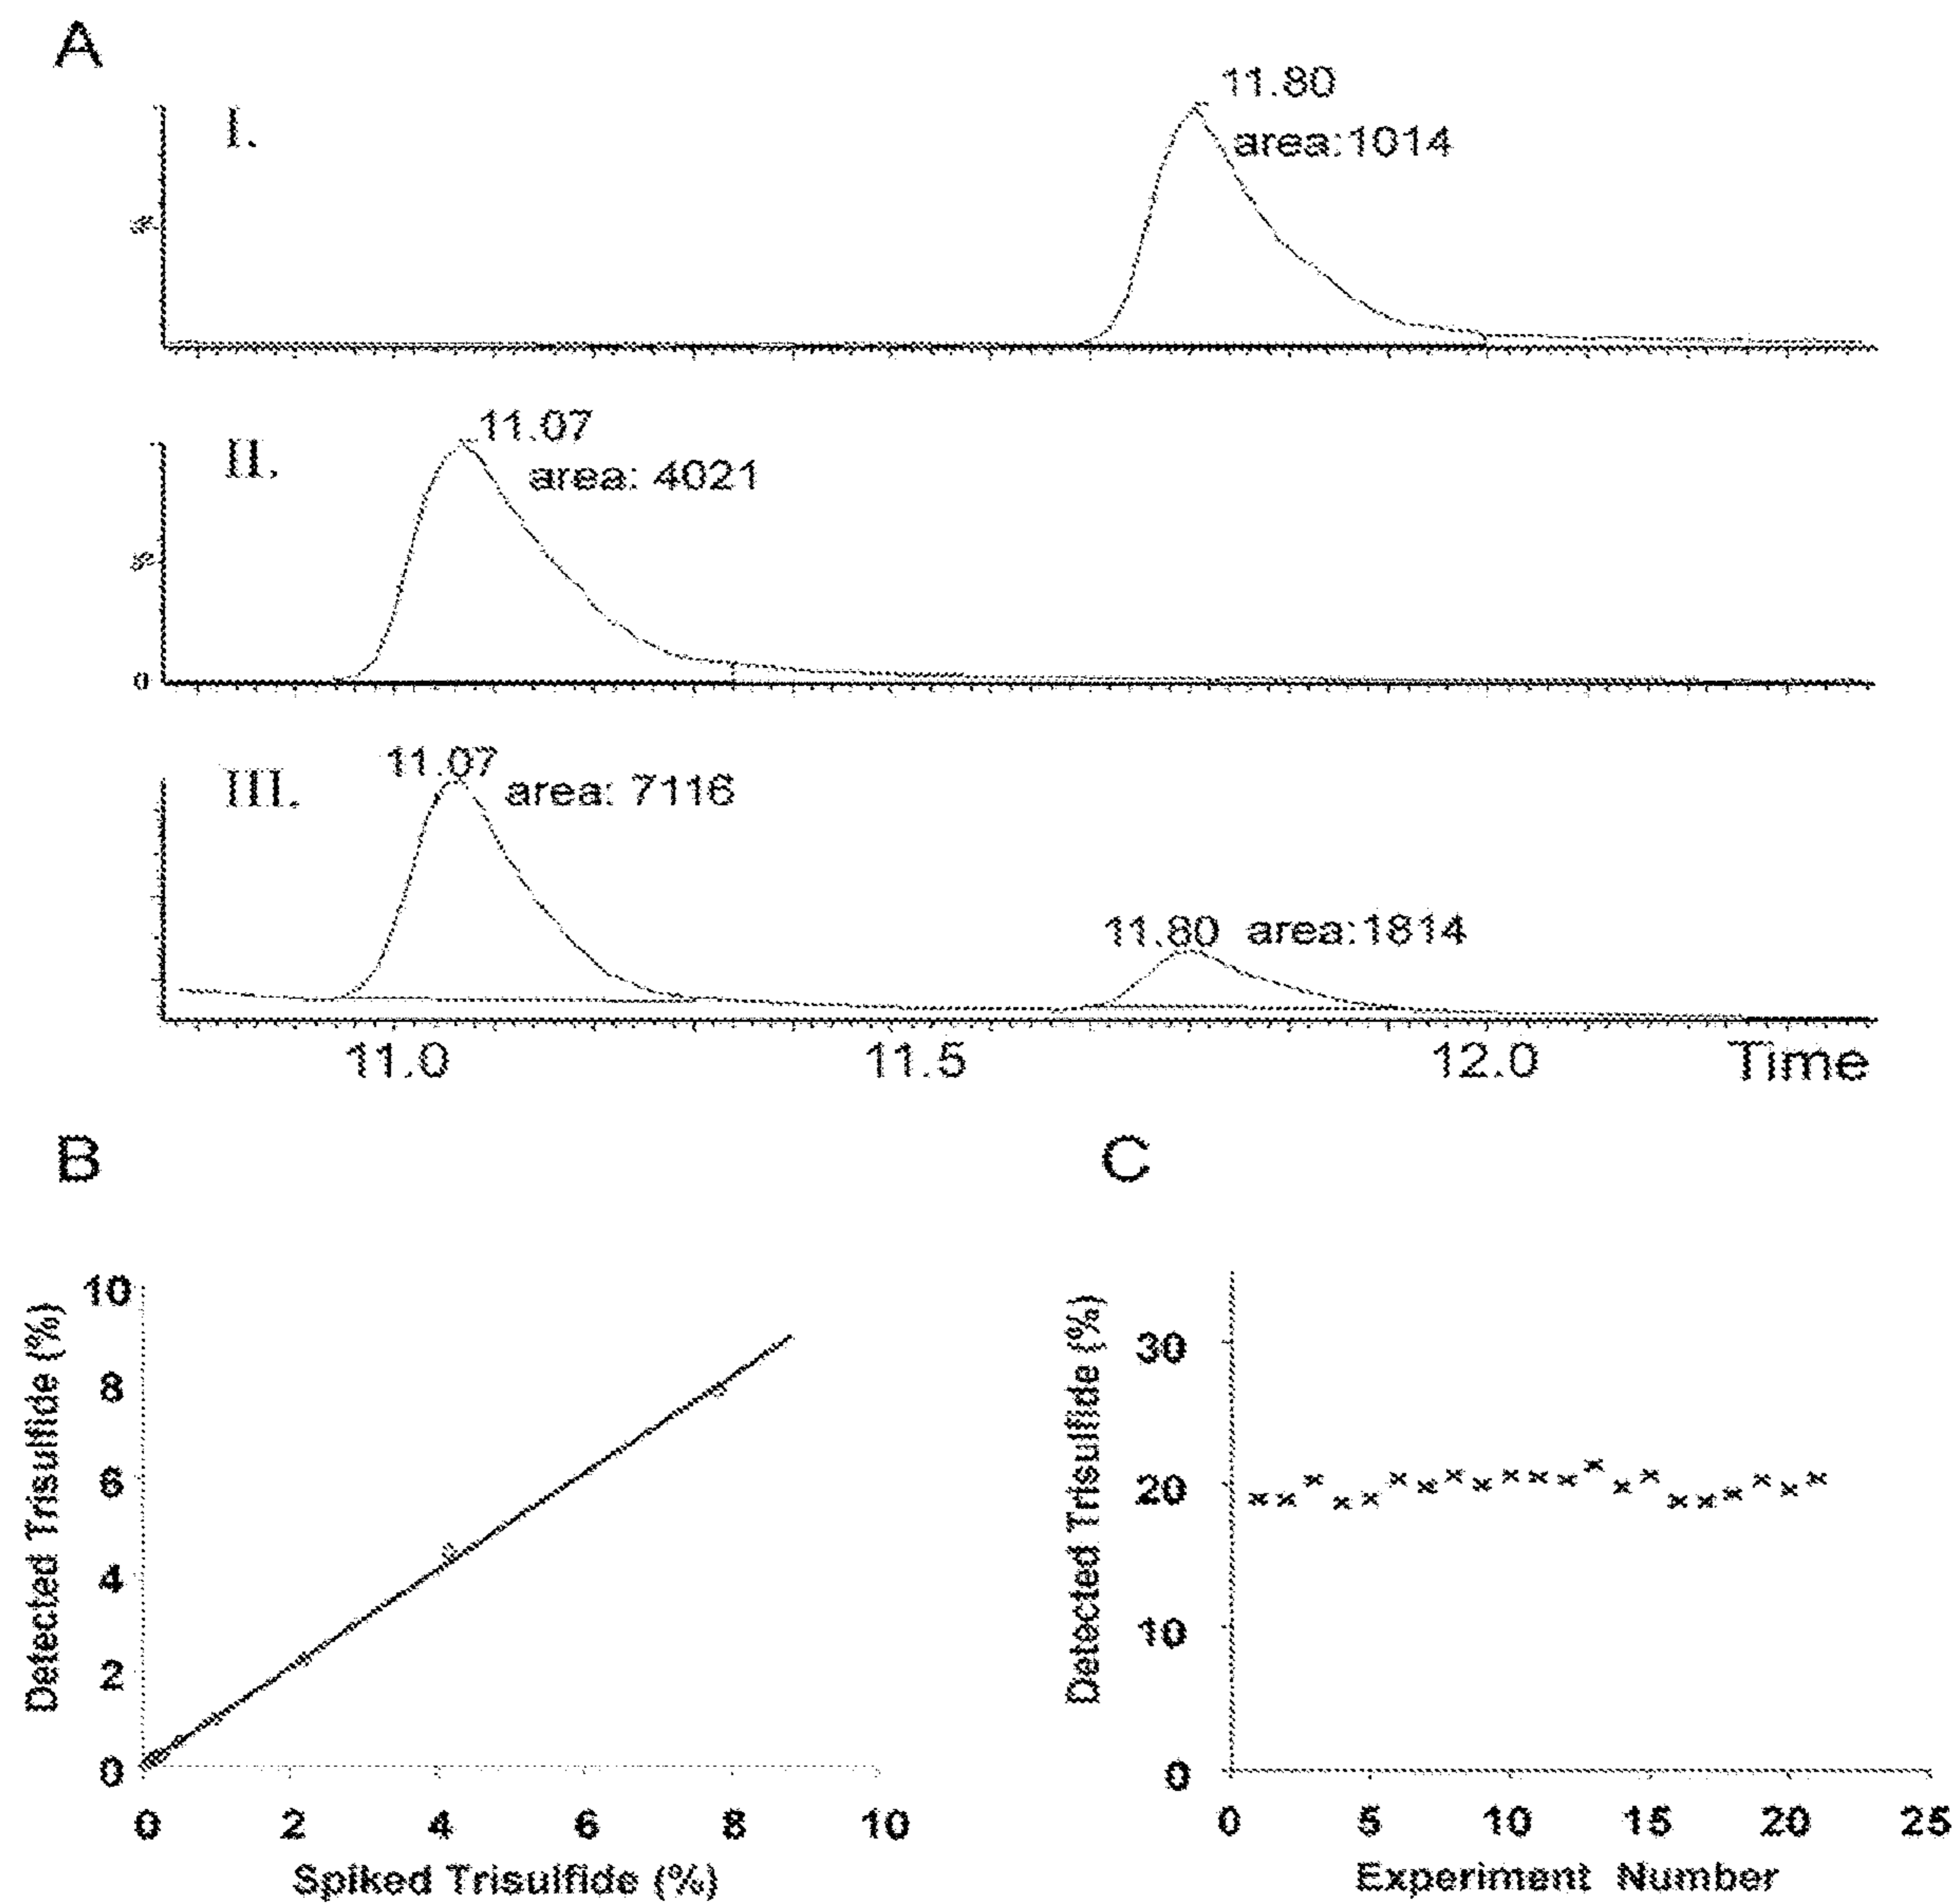 A
I.
11.80
area:1014
%
II.
11.07
area: 4021
%
0
III.
11.07
area: 7116
11.80 area:1814
11.0 11.5 12.0 Time
B
Detected Trisulfide (%)
10
8
6
4
2
0
0 2 4 6 8 10
Spiked Trisulfide (%)
C
Detected Trisulfide (%)
30
20
10
0
0 5 10 15 20 25
Experiment Number